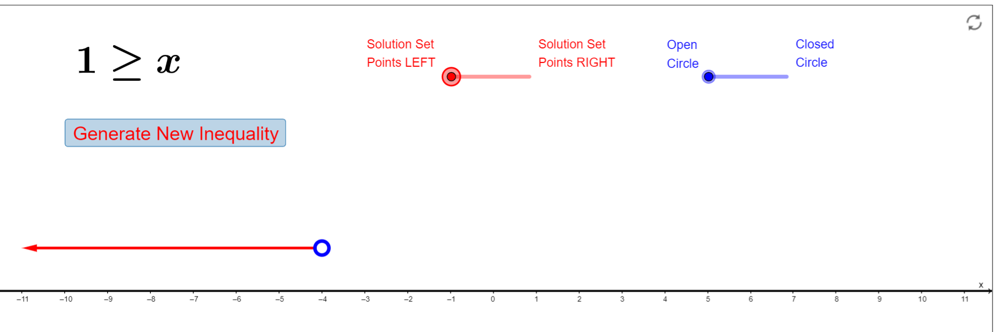 1 ≥ x
Solution Set
Points LEFT
Solution Set
Points RIGHT
Open
Circle
Closed
Circle
Generate New Inequality
x
–11 –10 –9 –8 –7 –6 –5 –4 –3 –2 –1 0 1 2 3 4 5 6 7 8 9 10 11